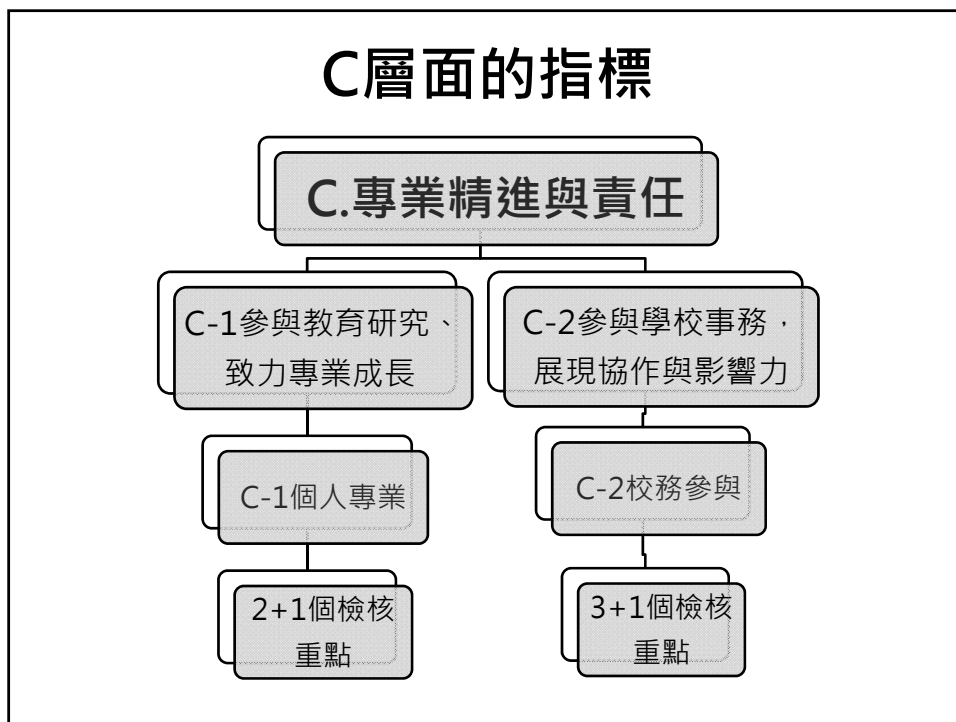 C層面的指標
C.專業精進與責任
C-1參與教育研究、
致力專業成長
C-2參與學校事務，
展現協作與影響力
C-1個人專業
C-2校務參與
2+1個檢核
重點
3+1個檢核
重點